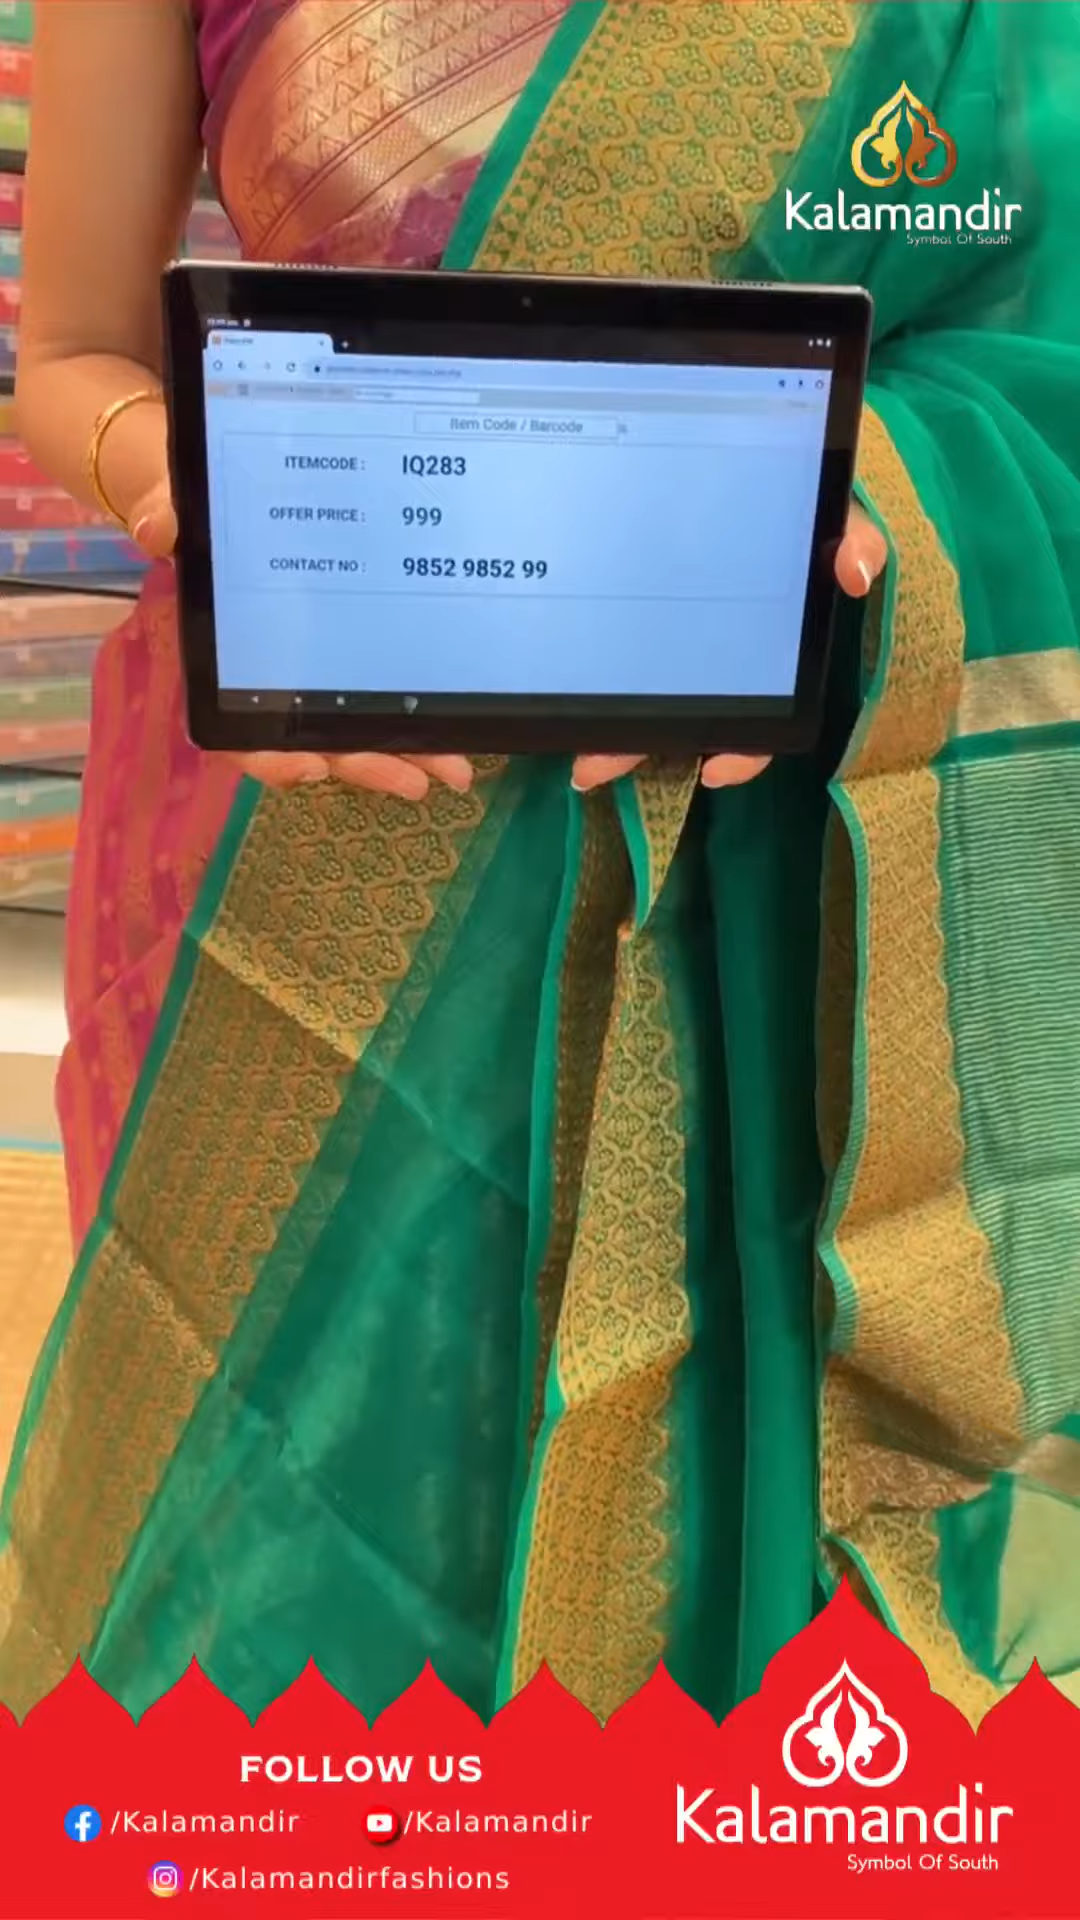 Kalamandir
Symbol Of South
Item Code / Barcode
ITEMCODE : IQ283
OFFER PRICE : 999
CONTACT NO : 9852 9852 99
FOLLOW US
/Kalamandir /Kalamandir
/Kalamandirfashions
Kalamandir
Symbol Of South